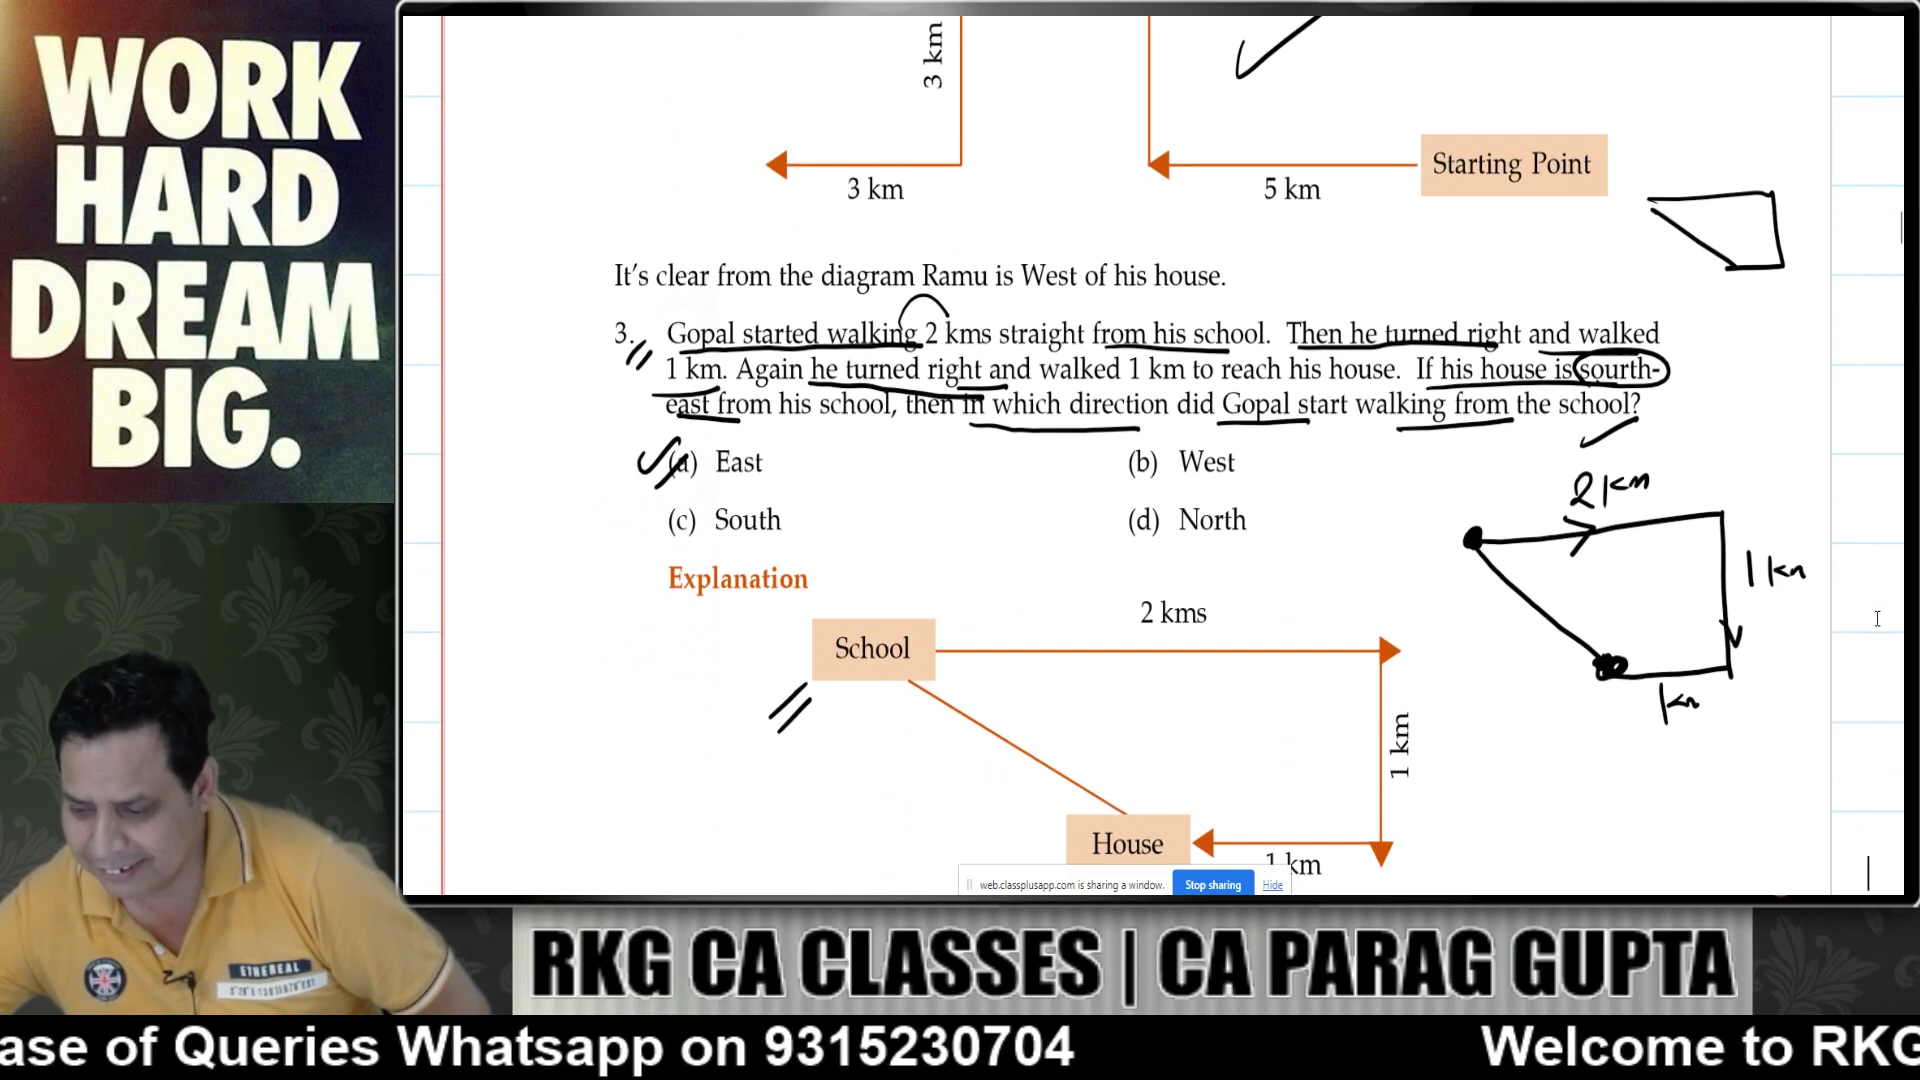 WORK
HARD
DREAM
BIG.
3 km
3 km
5 km
Starting Point
It's clear from the diagram Ramu is West of his house.
3. Gopal started walking 2 kms straight from his school. Then he turned right and walked
1 km. Again he turned right and walked 1 km to reach his house. If his house is sourth-
east from his school, then in which direction did Gopal start walking from the school?
(a) East
(b) West
(c) South
(d) North
2 km
1 km
km
Explanation
2 kms
School
1 km
House
1 km
web.classplusapp.com is sharing a window.
Stop sharing
Hide
ETHEREAL
RKG CA CLASSES | CA PARAG GUPTA
ase of Queries Whatsapp on 9315230704
Welcome to RKG